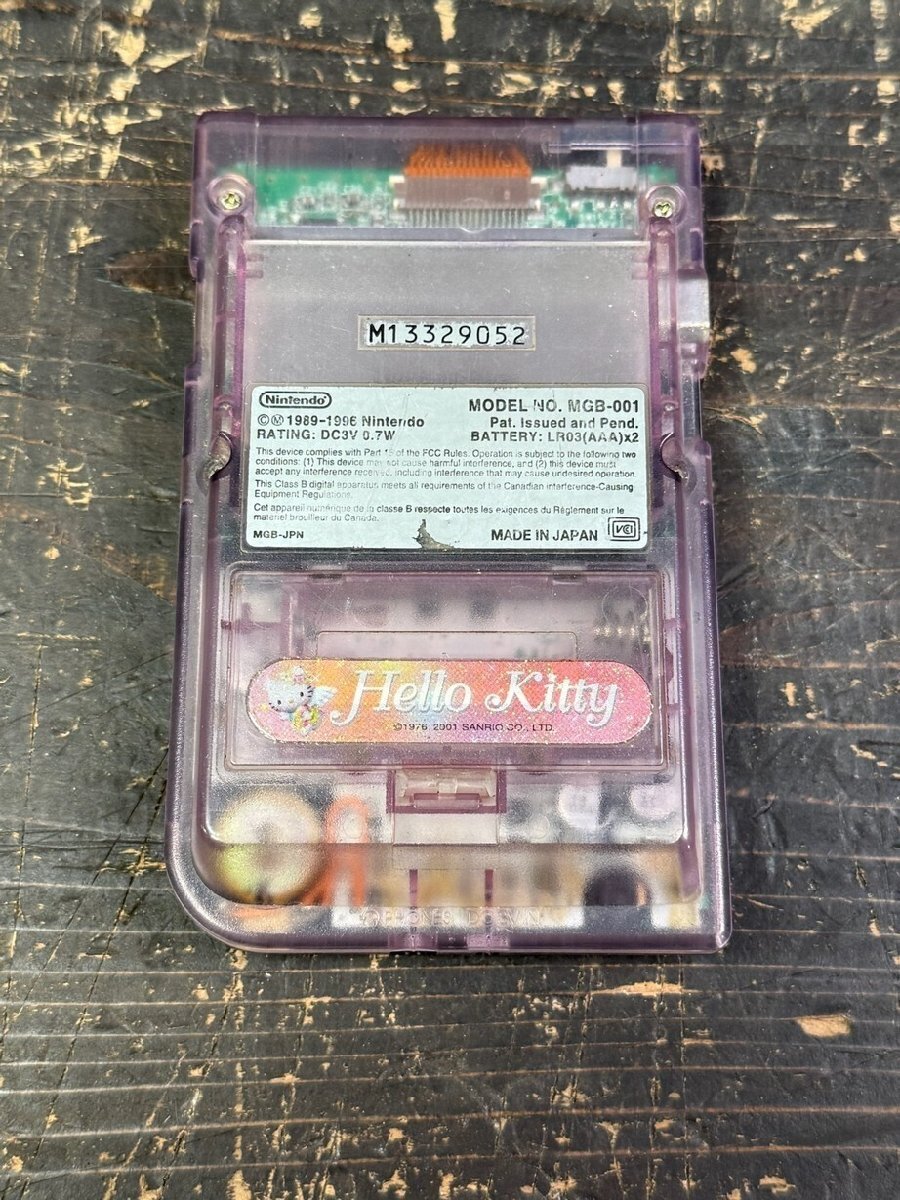 M13329052
Nintendo
©Ⓜ 1989-1996 Nintendo
RATING: DC3V 0.7W
MODEL NO. MGB-001
Pat. Issued and Pend.
BATTERY: LR03(AAA)x2
This device complies with Part 15 of the FCC Rules. Operation is subject to the following two
conditions: (1) This device may not cause harmful interference, and (2) this device must
accept any interference received, including interference that may cause undesired operation.
This Class B digital apparatus meets all requirements of the Canadian Interference-Causing
Equipment Regulations.
Cet appareil numérique de la classe B respecte toutes les exigences du Règlement sur le
matériel brouilleur du Canada.
MGB-JPN
MADE IN JAPAN
VCI
Hello Kitty
©1976, 2001 SANRIO CO., LTD.
PHONES DC3V IN